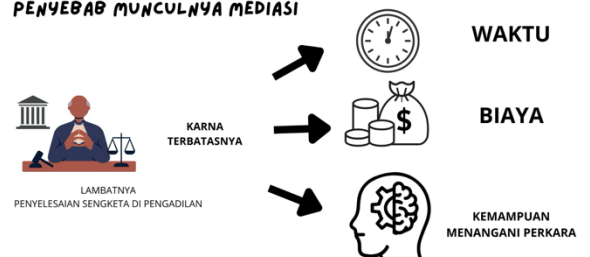 PENYEBAB MUNCULNYA MEDIASI
WAKTU
KARNA
TERBATASNYA
$
BIAYA
LAMBATNYA
PENYELESAIAN SENGKETA DI PENGADILAN
KEMAMPUAN
MENANGANI PERKARA